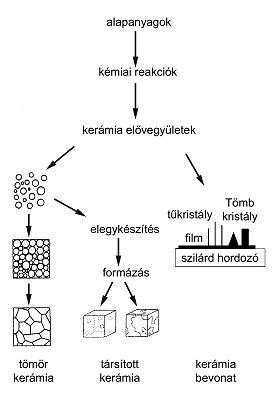 alapanyagok
kémiai reakciók
kerámia elővegyületek
elegykészítés
formázás
tűkristály
Tömb
kristály
film
szilárd hordozó
tömör
kerámia
társított
kerámia
kerámia
bevonat